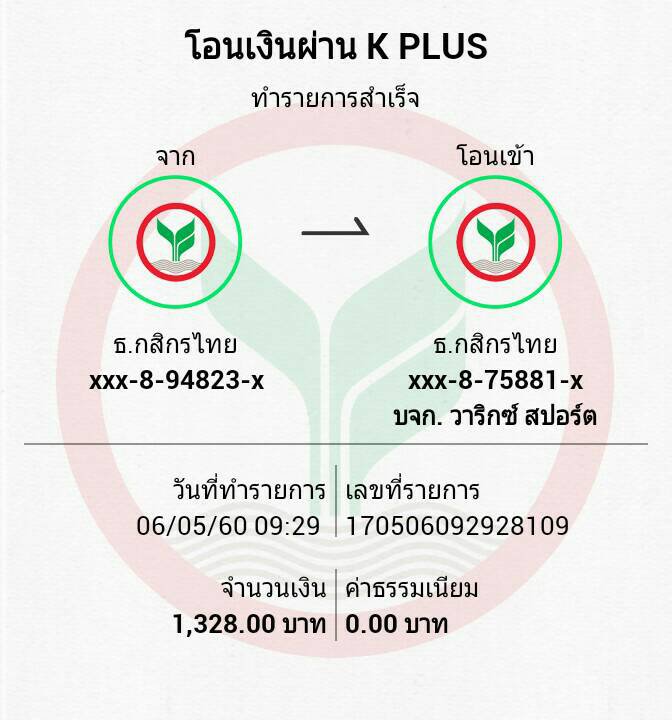 โอนเงินผ่าน K PLUS
ทำรายการสำเร็จ
จาก
โอนเข้า
ธ.กสิกรไทย
xxx-8-94823-x
ธ.กสิกรไทย
xxx-8-75881-x
บจก. วาริกซ์ สปอร์ต
วันที่ทำรายการ
06/05/60 09:29
เลขที่รายการ
170506092928109
จำนวนเงิน
1,328.00 บาท
ค่าธรรมเนียม
0.00 บาท